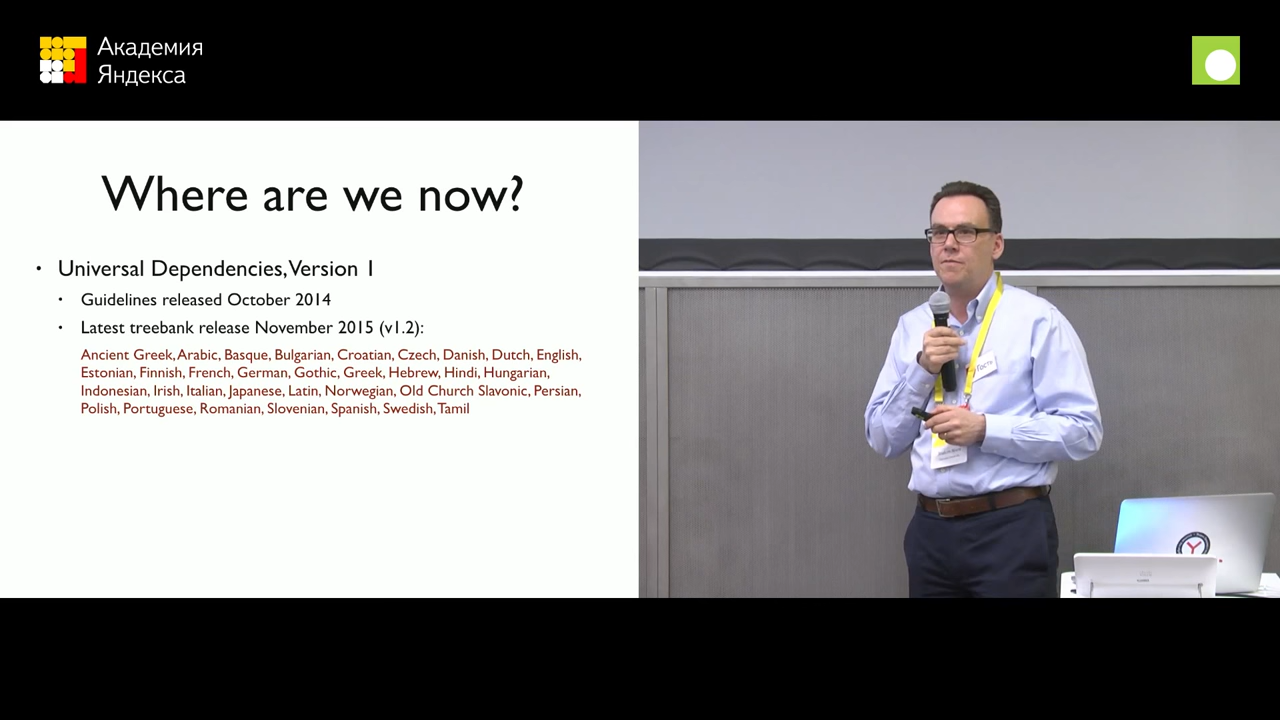 Академия
Яндекса
Where are we now?
• Universal Dependencies, Version 1
• Guidelines released October 2014
• Latest treebank release November 2015 (v1.2):
Ancient Greek, Arabic, Basque, Bulgarian, Croatian, Czech, Danish, Dutch, English,
Estonian, Finnish, French, German, Gothic, Greek, Hebrew, Hindi, Hungarian,
Indonesian, Irish, Italian, Japanese, Latin, Norwegian, Old Church Slavonic, Persian,
Polish, Portuguese, Romanian, Slovenian, Spanish, Swedish, Tamil
Гость